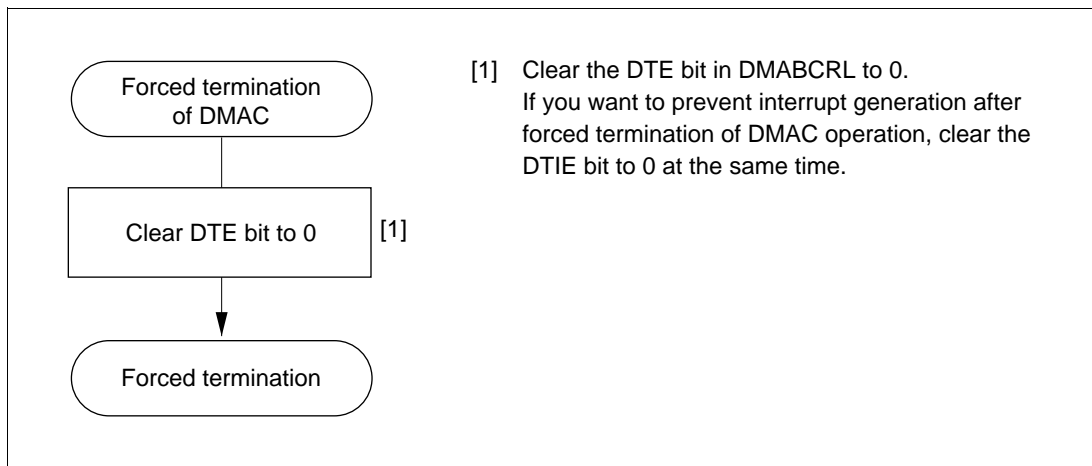 Forced termination
of DMAC
Clear DTE bit to 0
[1]
Forced termination
[1] Clear the DTE bit in DMABCRL to 0.
If you want to prevent interrupt generation after
forced termination of DMAC operation, clear the
DTIE bit to 0 at the same time.